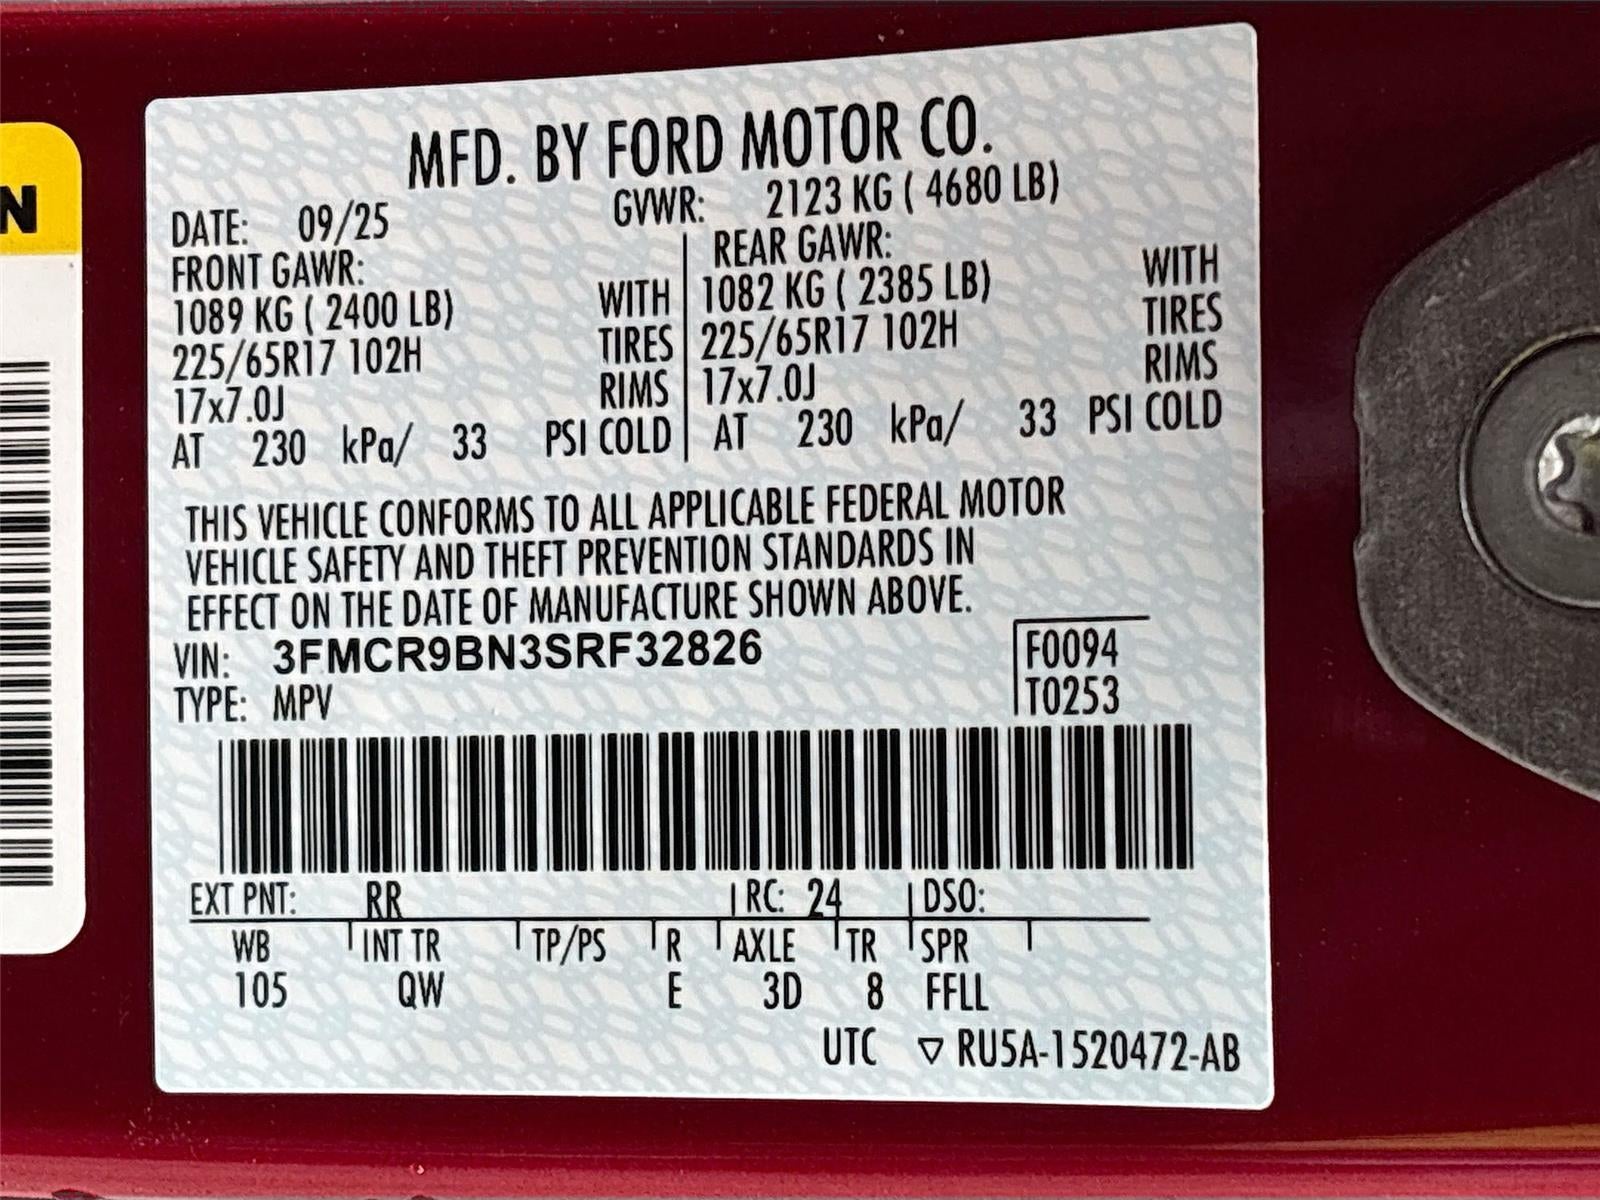 N
MFD. BY FORD MOTOR CO.
DATE: 09/25 GVWR: 2123 KG ( 4680 LB)
FRONT GAWR: REAR GAWR:
1089 KG ( 2400 LB) WITH 1082 KG ( 2385 LB) WITH
225/65R17 102H TIRES 225/65R17 102H TIRES
17x7.0J RIMS 17x7.0J RIMS
AT 230 kPa/ 33 PSI COLD AT 230 kPa/ 33 PSI COLD
THIS VEHICLE CONFORMS TO ALL APPLICABLE FEDERAL MOTOR
VEHICLE SAFETY AND THEFT PREVENTION STANDARDS IN
EFFECT ON THE DATE OF MANUFACTURE SHOWN ABOVE.
VIN: 3FMCR9BN3SRF32826 F0094
TYPE: MPV T0253
EXT PNT: RR RC: 24 DSO:
WB INT TR TP/PS R AXLE TR SPR
105 QW E 3D 8 FFLL
UTC ▽ RU5A-1520472-AB